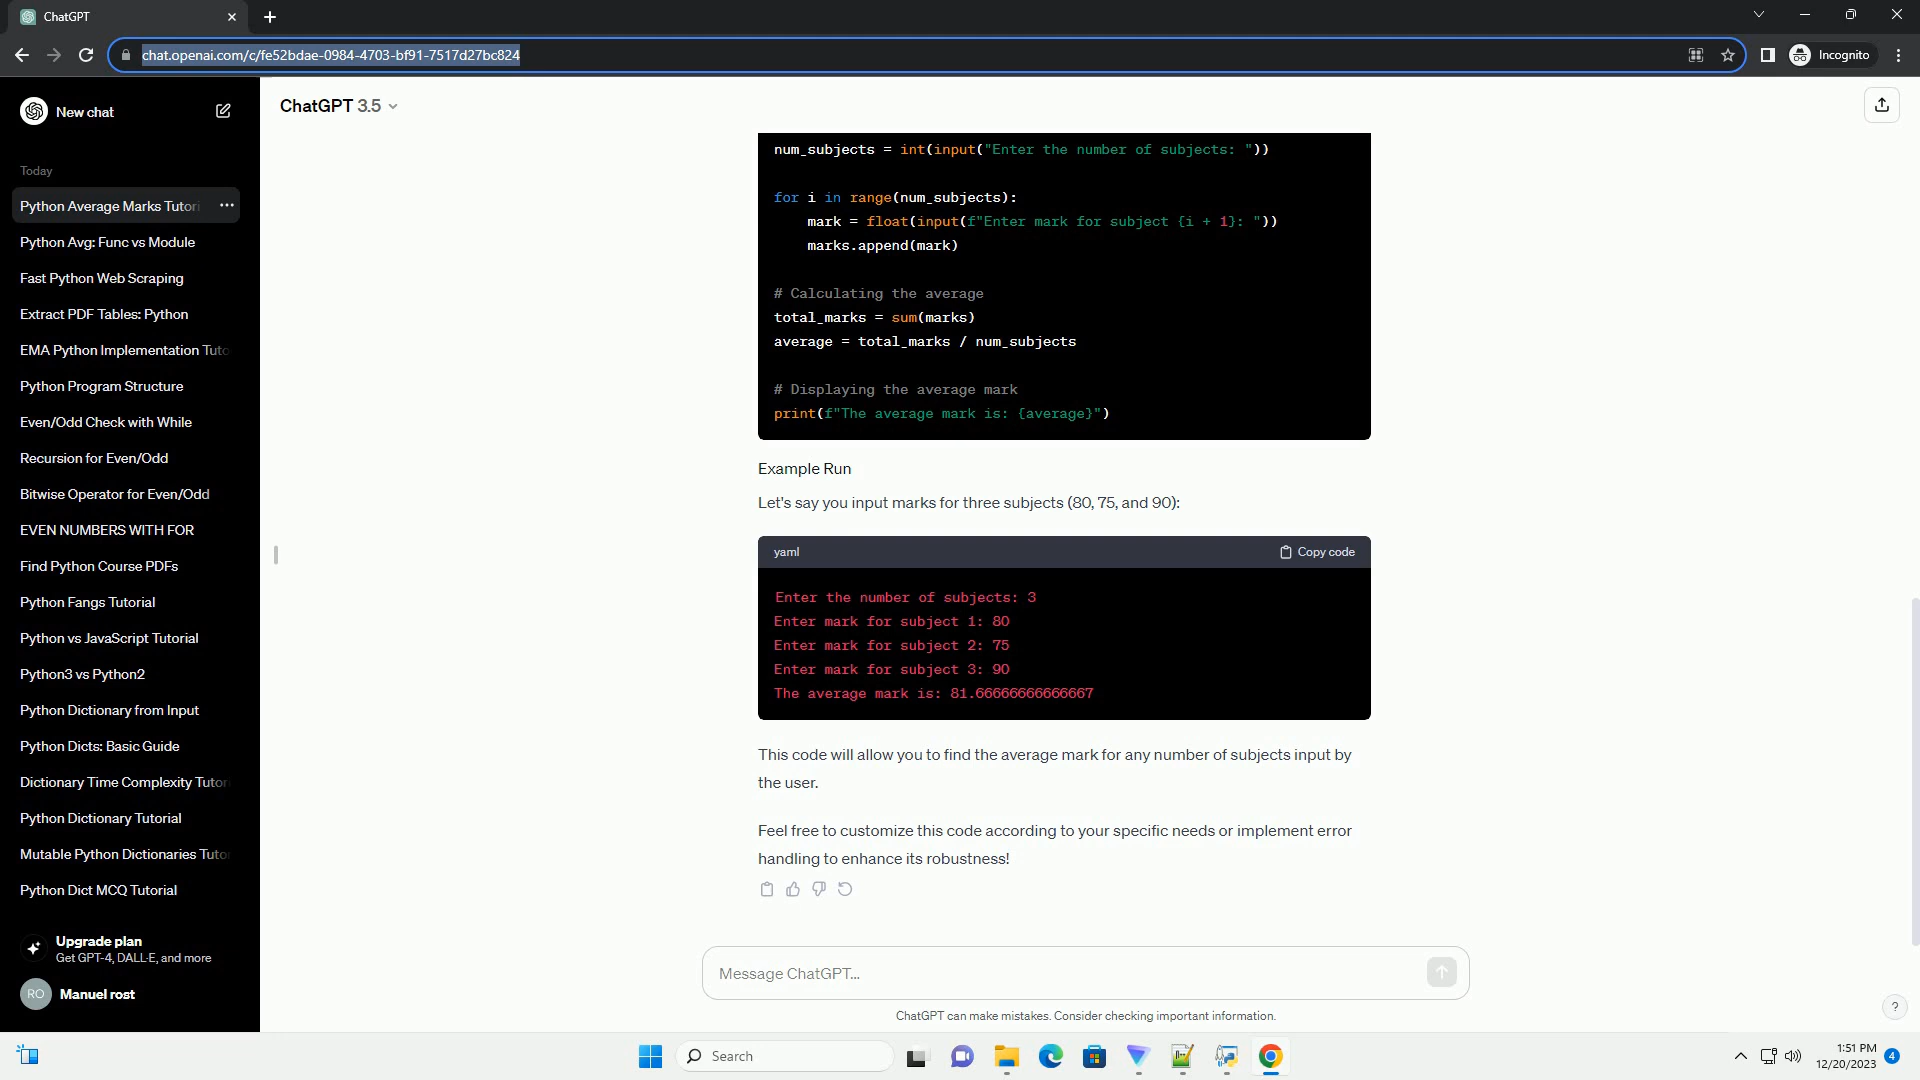 ChatGPT
chat.openai.com/c/fe52bdae-0984-4703-bf91-7517d27bc824
Incognito
New chat
Today
Python Average Marks Tutori
Python Avg: Func vs Module
Fast Python Web Scraping
Extract PDF Tables: Python
EMA Python Implementation Tuto
Python Program Structure
Even/Odd Check with While
Recursion for Even/Odd
Bitwise Operator for Even/Odd
EVEN NUMBERS WITH FOR
Find Python Course PDFs
Python Fangs Tutorial
Python vs JavaScript Tutorial
Python3 vs Python2
Python Dictionary from Input
Python Dicts: Basic Guide
Dictionary Time Complexity Tutor
Python Dictionary Tutorial
Mutable Python Dictionaries Tuto
Python Dict MCQ Tutorial
Upgrade plan
Get GPT-4, DALL·E, and more
RO
Manuel rost
ChatGPT 3.5
num_subjects = int(input("Enter the number of subjects: "))
for i in range(num_subjects):
    mark = float(input(f"Enter mark for subject {i + 1}: "))
    marks.append(mark)
# Calculating the average
total_marks = sum(marks)
average = total_marks / num_subjects
# Displaying the average mark
print(f"The average mark is: {average}")
Example Run
Let's say you input marks for three subjects (80, 75, and 90):
yaml
Copy code
Enter the number of subjects: 3
Enter mark for subject 1: 80
Enter mark for subject 2: 75
Enter mark for subject 3: 90
The average mark is: 81.66666666666667
This code will allow you to find the average mark for any number of subjects input by
the user.
Feel free to customize this code according to your specific needs or implement error
handling to enhance its robustness!
Message ChatGPT...
ChatGPT can make mistakes. Consider checking important information.
?
Search
1:51 PM
12/20/2023
4